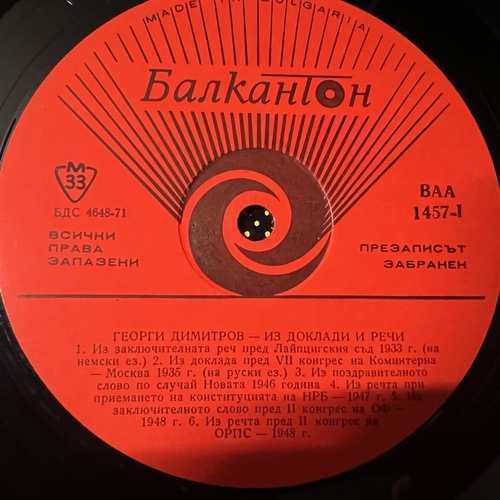 MADE IN BULGARIA
Балкантон
М
33
БДС 4648-71
ВАА
1457-I
ВСИЧНИ
ПРАВА
ЗАПАЗЕНИ
ПРЕЗАПИСЪТ
ЗАБРАНЕН
ГЕОРГИ ДИМИТРОВ — ИЗ ДОКЛАДИ И РЕЧИ
1. Из заключителната реч пред Лайпцигския съд 1933 г. (на
немски ез.) 2. Из доклада пред VII конгрес на Коминтерна
— Москва 1935 г. (на руски ез.) 3. Из поздравителното
слово по случай Новата 1946 година 4. Из речта при
приемането на конституцията на НРБ — 1947 г. 5. Из
заключителното слово пред II конгрес на ОФ —
1948 г. 6. Из речта пред II конгрес на
ОРПС — 1948 г.